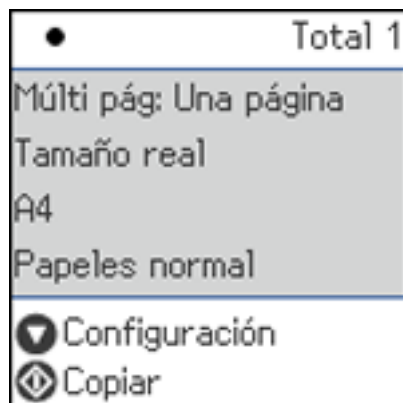 Total 1
Múlti pág: Una página
Tamaño real
A4
Papeles normal
Configuración
Copiar